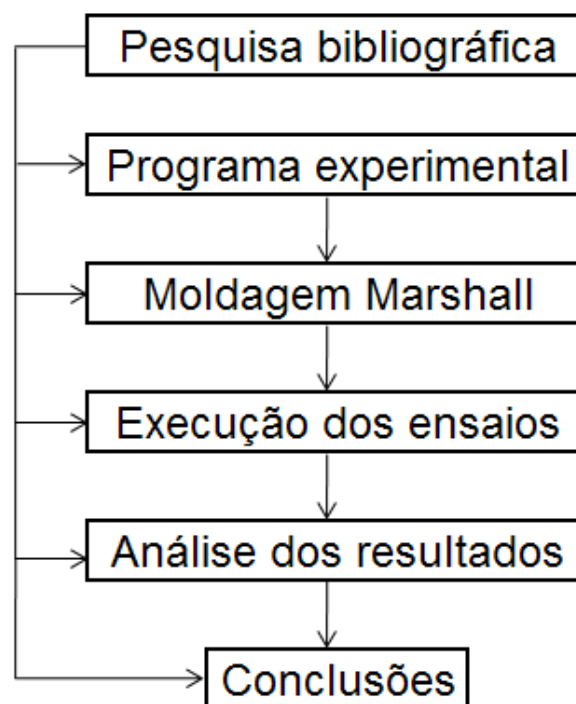 Pesquisa bibliográfica
Programa experimental
Moldagem Marshall
Execução dos ensaios
Análise dos resultados
Conclusões